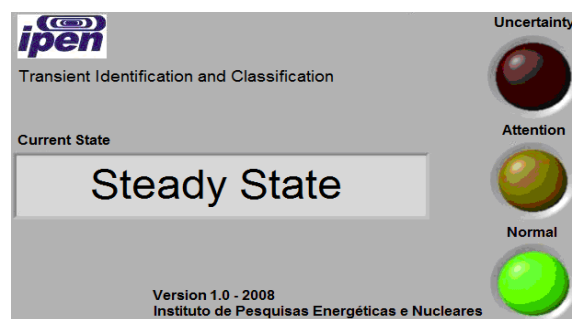 ipen
Uncertainty
Transient Identification and Classification
Attention
Current State
Steady State
Normal
Version 1.0 - 2008
Instituto de Pesquisas Energéticas e Nucleares